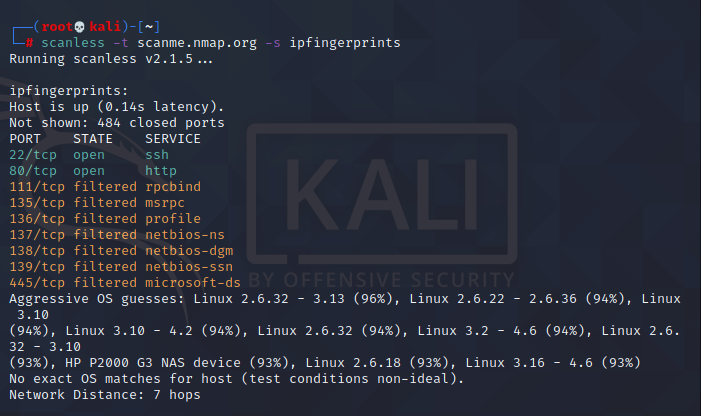 (root💀kali)-[~]
# scanless -t scanme.nmap.org -s ipfingerprints
Running scanless v2.1.5...
ipfingerprints:
Host is up (0.14s latency).
Not shown: 484 closed ports
PORT    STATE    SERVICE
22/tcp  open     ssh
80/tcp  open     http
111/tcp filtered rpcbind
135/tcp filtered msrpc
136/tcp filtered profile
137/tcp filtered netbios-ns
138/tcp filtered netbios-dgm
139/tcp filtered netbios-ssn
445/tcp filtered microsoft-ds
Aggressive OS guesses: Linux 2.6.32 - 3.13 (96%), Linux 2.6.22 - 2.6.36 (94%), Linux
3.10
(94%), Linux 3.10 - 4.2 (94%), Linux 2.6.32 (94%), Linux 3.2 - 4.6 (94%), Linux 2.6.
32 - 3.10
(93%), HP P2000 G3 NAS device (93%), Linux 2.6.18 (93%), Linux 3.16 - 4.6 (93%)
No exact OS matches for host (test conditions non-ideal).
Network Distance: 7 hops
KALI
BY OFFENSIVE SECURITY